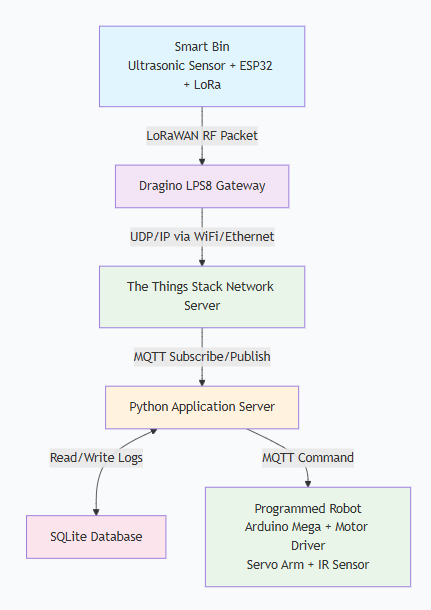 Smart Bin
Ultrasonic Sensor + ESP32
+ LoRa
LoRaWAN RF Packet
Dragino LPS8 Gateway
UDP/IP via WiFi/Ethernet
The Things Stack Network
Server
MQTT Subscribe/Publish
Python Application Server
Read/Write Logs
MQTT Command
SQLite Database
Programmed Robot
Arduino Mega + Motor
Driver
Servo Arm + IR Sensor